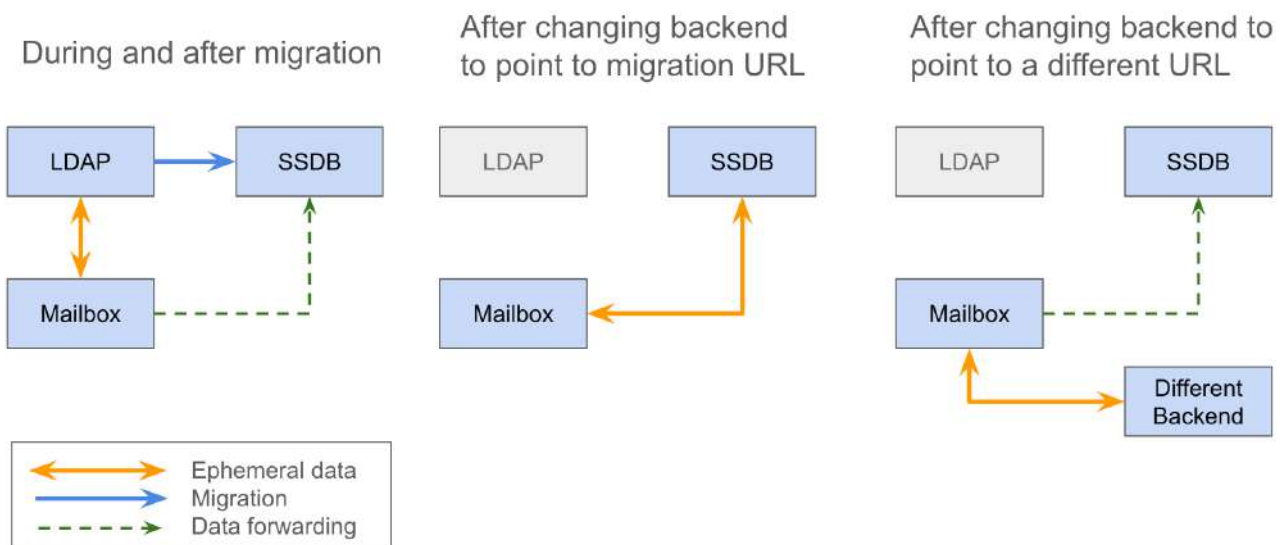 During and after migration
After changing backend
to point to migration URL
After changing backend to
point to a different URL
LDAP
SSDB
Mailbox
LDAP
SSDB
Mailbox
LDAP
SSDB
Mailbox
Different
Backend
Ephemeral data
Migration
Data forwarding